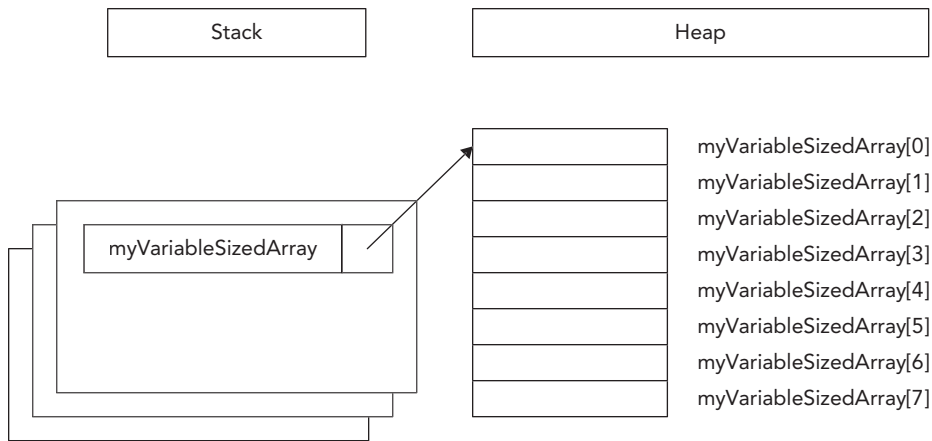 Stack
Heap
myVariableSizedArray
myVariableSizedArray[0]
myVariableSizedArray[1]
myVariableSizedArray[2]
myVariableSizedArray[3]
myVariableSizedArray[4]
myVariableSizedArray[5]
myVariableSizedArray[6]
myVariableSizedArray[7]